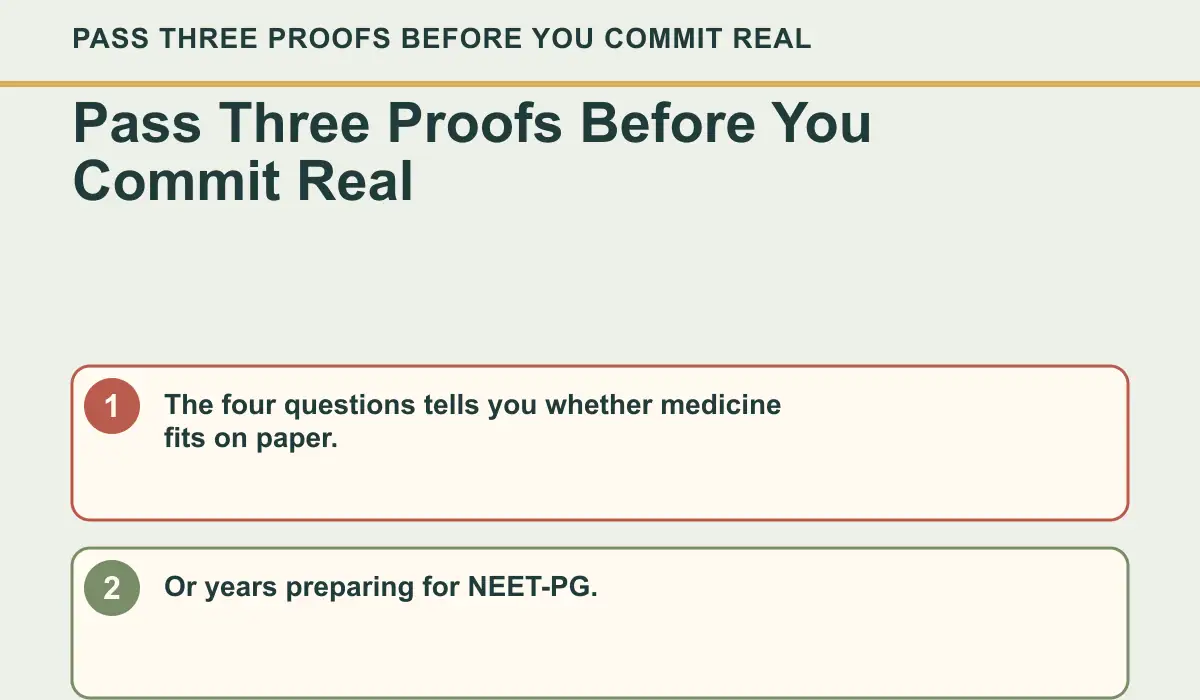 PASS THREE PROOFS BEFORE YOU COMMIT REAL
Pass Three Proofs Before You
Commit Real
1
The four questions tells you whether medicine
fits on paper.
2
Or years preparing for NEET-PG.